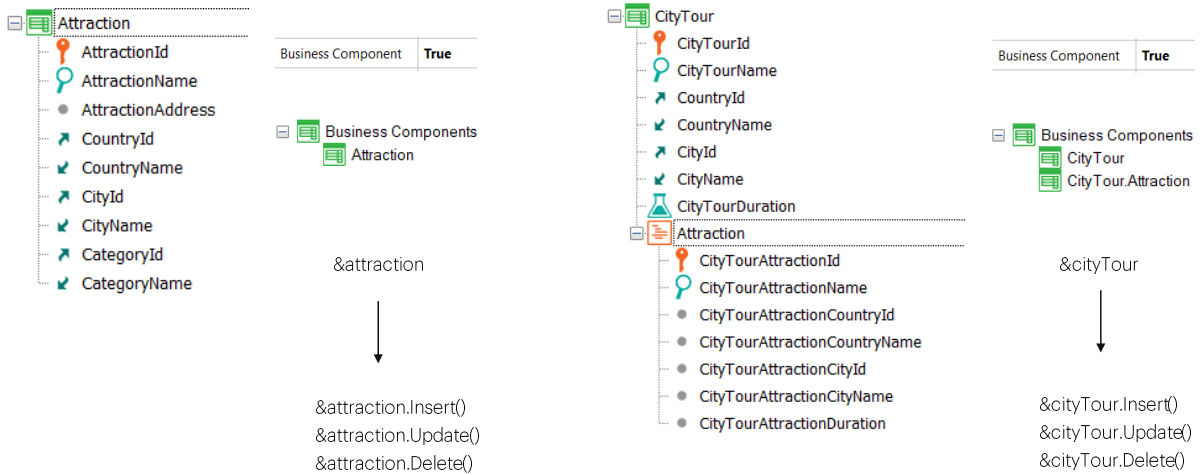 Attraction
AttractionId
AttractionName
AttractionAddress
CountryId
CountryName
CityId
CityName
CategoryId
CategoryName
Business Component True
Business Components
Attraction
&attraction
&attraction.Insert()
&attraction.Update()
&attraction.Delete()
CityTour
CityTourId
CityTourName
CountryId
CountryName
CityId
CityName
CityTourDuration
Attraction
CityTourAttractionId
CityTourAttractionName
CityTourAttractionCountryId
CityTourAttractionCountryName
CityTourAttractionCityId
CityTourAttractionCityName
CityTourAttractionDuration
Business Component True
Business Components
CityTour
CityTour.Attraction
&cityTour
&cityTour.Insert()
&cityTour.Update()
&cityTour.Delete()